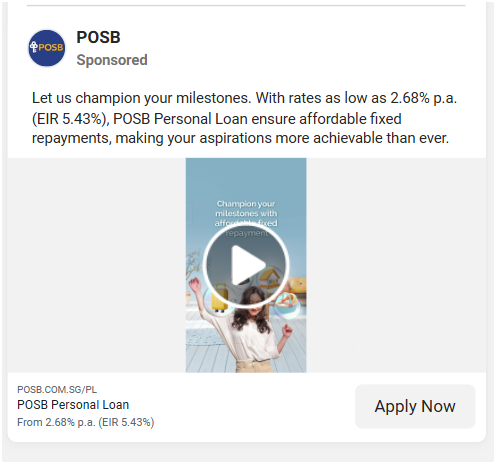 POSB
POSB
Sponsored
Let us champion your milestones. With rates as low as 2.68% p.a.
(EIR 5.43%), POSB Personal Loan ensure affordable fixed
repayments, making your aspirations more achievable than ever.
Champion your
milestones with
affordable fixed
repayment
POSB.COM.SG/PL
POSB Personal Loan
From 2.68% p.a. (EIR 5.43%)
Apply Now